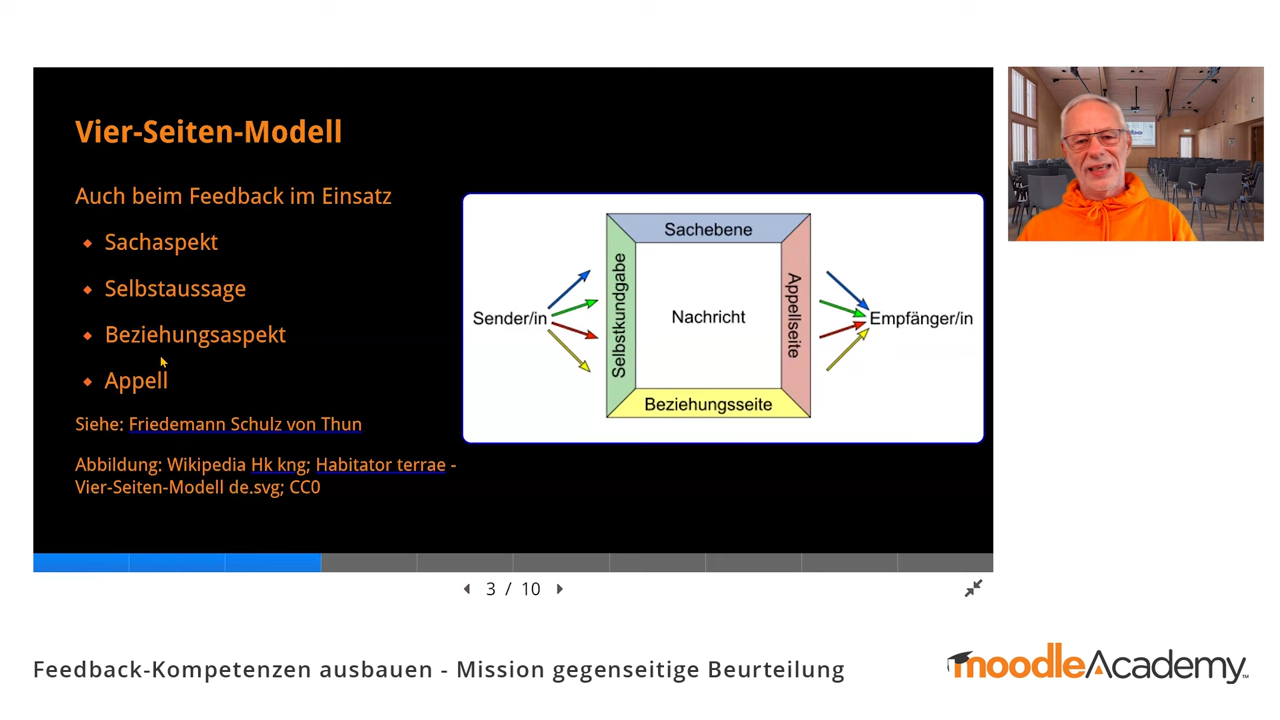 Vier-Seiten-Modell
Auch beim Feedback im Einsatz
Sachaspekt
Selbstaussage
Beziehungsaspekt
Appell
Siehe: Friedemann Schulz von Thun
Abbildung: Wikipedia Hk kng; Habitator terrae -
Vier-Seiten-Modell de.svg; CC0
Sachebene
Selbstkundgabe
Sender/in
Nachricht
Appellseite
Empfänger/in
Beziehungsseite
3 / 10
Feedback-Kompetenzen ausbauen - Mission gegenseitige Beurteilung
moodleAcademy™